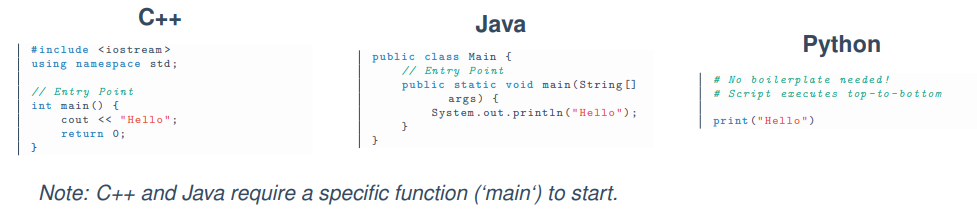 C++
#include <iostream>
using namespace std;
// Entry Point
int main() {
cout << "Hello";
return 0;
}
Java
public class Main {
// Entry Point
public static void main(String[]
args) {
System.out.println("Hello");
}
}
Python
# No boilerplate needed!
# Script executes top-to-bottom
print("Hello")
Note: C++ and Java require a specific function (‘main‘) to start.